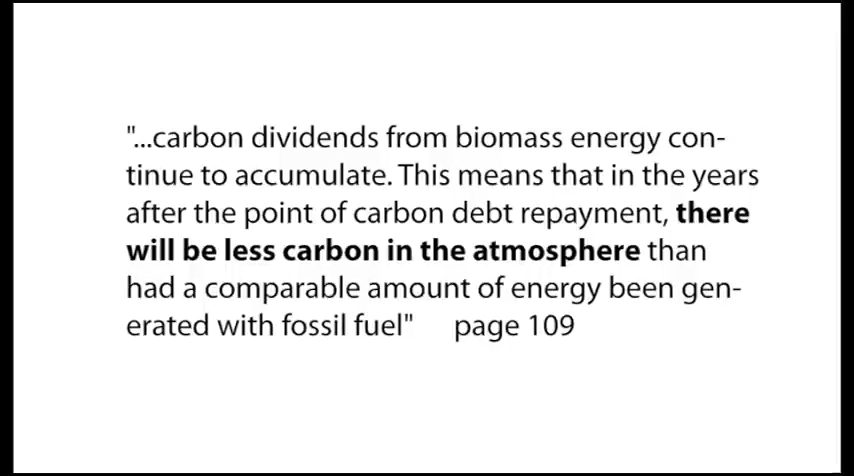 "...carbon dividends from biomass energy con-
tinue to accumulate. This means that in the years
after the point of carbon debt repayment, there
will be less carbon in the atmosphere than
had a comparable amount of energy been gen-
erated with fossil fuel" page 109